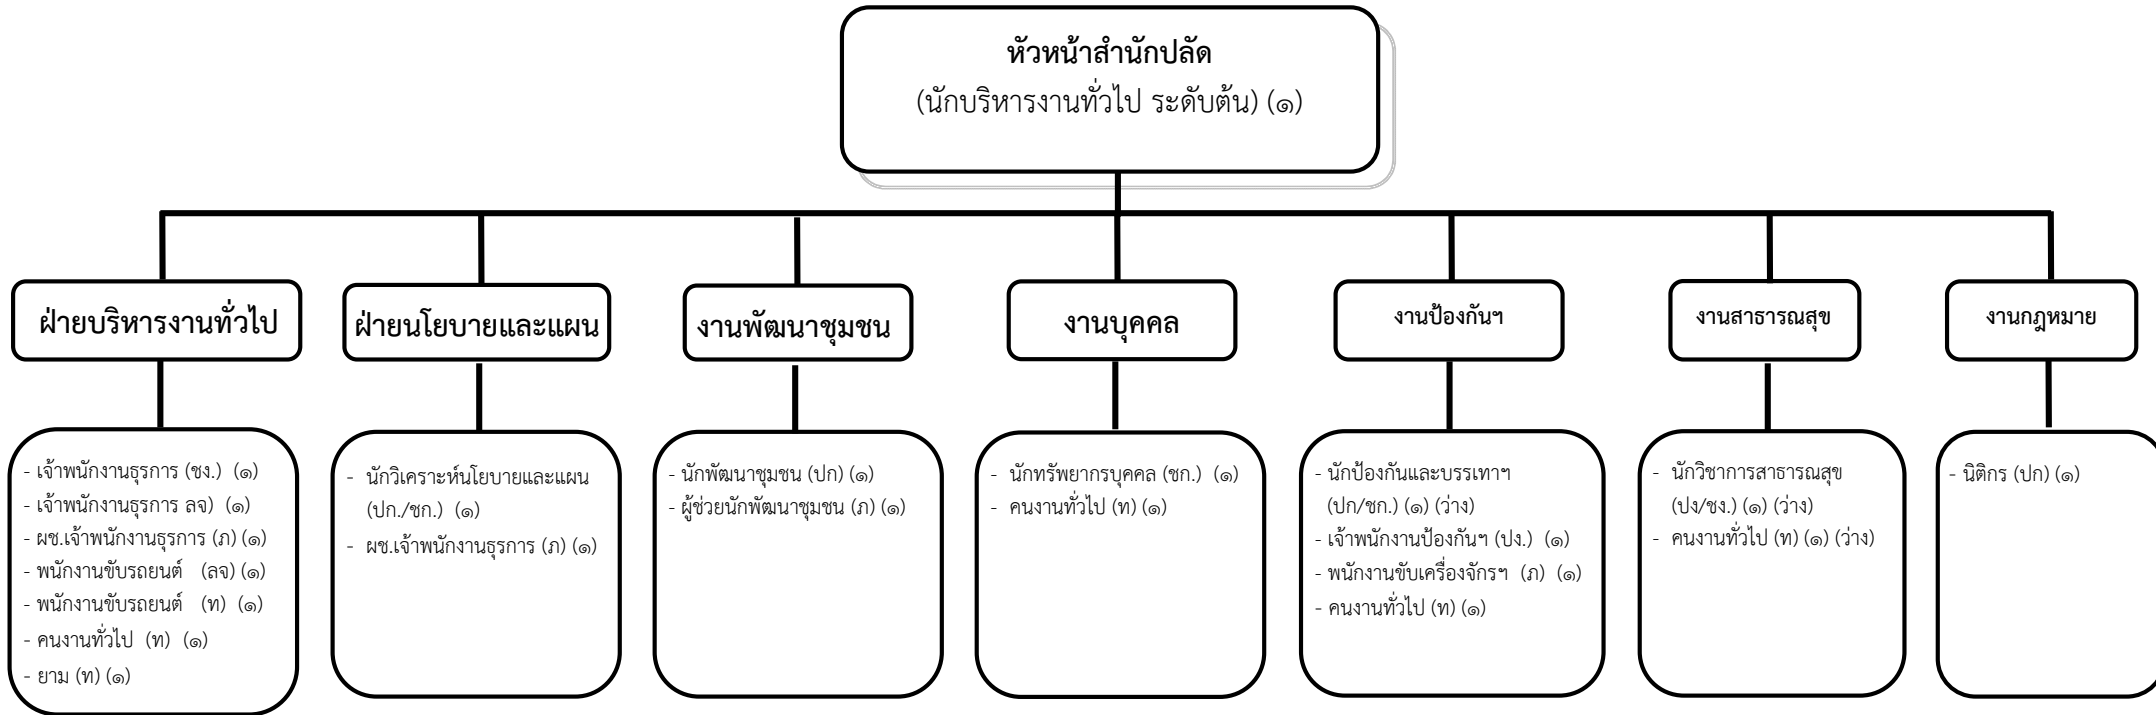 หัวหน้าสำนักปลัด
(นักบริหารงานทั่วไป ระดับต้น) (๑)
ฝ่ายบริหารงานทั่วไป
ฝ่ายนโยบายและแผน
งานพัฒนาชุมชน
งานบุคคล
งานป้องกันฯ
งานสาธารณสุข
งานกฎหมาย
- เจ้าพนักงานธุรการ (ชง.) (๑)
- เจ้าพนักงานธุรการ ลจ) (๑)
- ผช.เจ้าพนักงานธุรการ (ภ) (๑)
- พนักงานขับรถยนต์ (ลจ) (๑)
- พนักงานขับรถยนต์ (ท) (๑)
- คนงานทั่วไป (ท) (๑)
- ยาม (ท) (๑)
- นักวิเคราะห์นโยบายและแผน
(ปก./ชก.) (๑)
- ผช.เจ้าพนักงานธุรการ (ภ) (๑)
- นักพัฒนาชุมชน (ปก) (๑)
- ผู้ช่วยนักพัฒนาชุมชน (ภ) (๑)
- นักทรัพยากรบุคคล (ชก.) (๑)
- คนงานทั่วไป (ท) (๑)
- นักป้องกันและบรรเทาฯ
(ปก/ชก.) (๑) (ว่าง)
- เจ้าพนักงานป้องกันฯ (ปง.) (๑)
- พนักงานขับเครื่องจักรฯ (ภ) (๑)
- คนงานทั่วไป (ท) (๑)
- นักวิชาการสาธารณสุข
(ปง/ชง.) (๑) (ว่าง)
- คนงานทั่วไป (ท) (๑) (ว่าง)
- นิติกร (ปก) (๑)